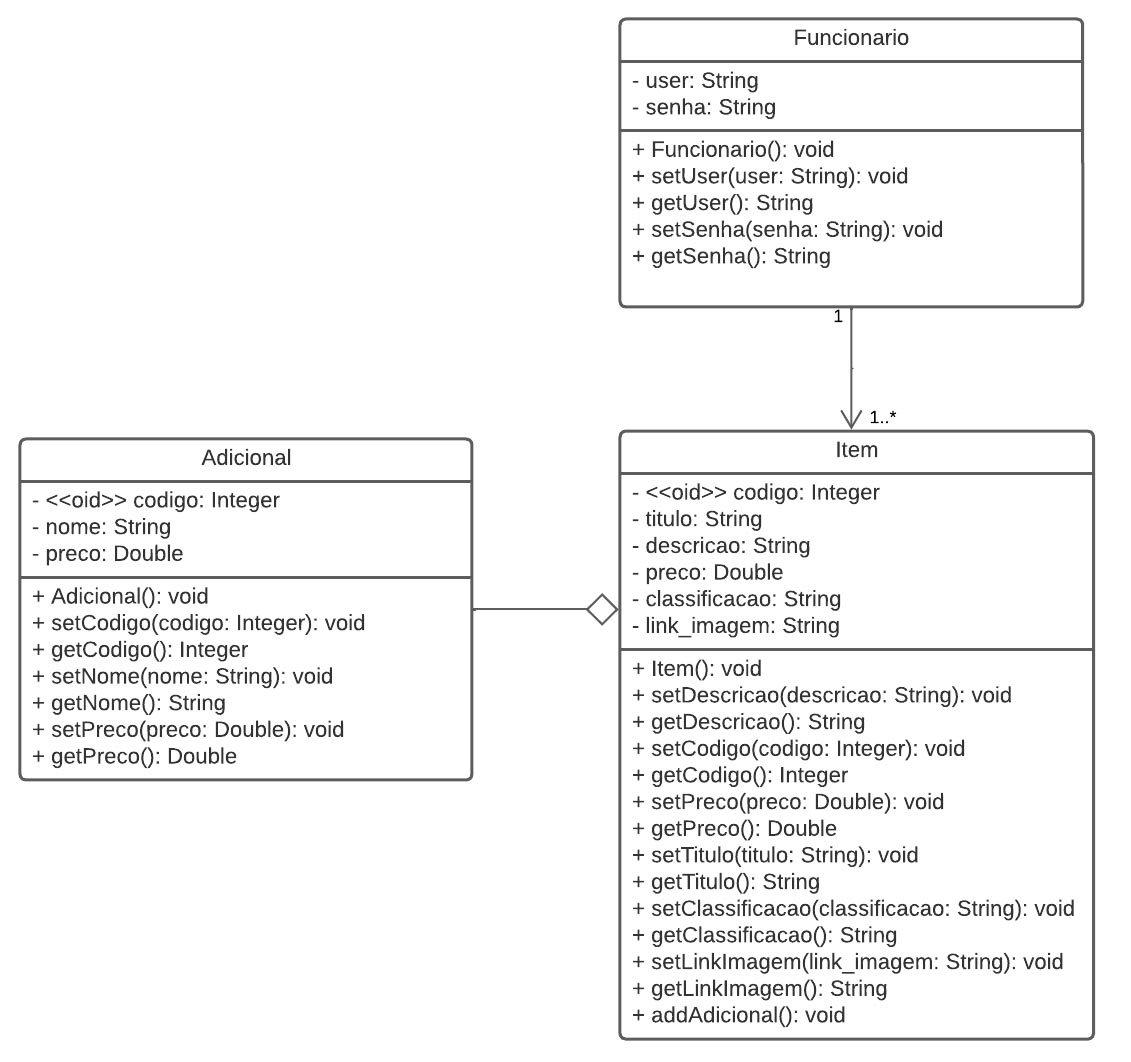 Funcionario
- user: String
- senha: String
+ Funcionario(): void
+ setUser(user: String): void
+ getUser(): String
+ setSenha(senha: String): void
+ getSenha(): String
1
1..*
Adicional
- <<oid>> codigo: Integer
- nome: String
- preco: Double
+ Adicional(): void
+ setCodigo(codigo: Integer): void
+ getCodigo(): Integer
+ setNome(nome: String): void
+ getNome(): String
+ setPreco(preco: Double): void
+ getPreco(): Double
Item
- <<oid>> codigo: Integer
- titulo: String
- descricao: String
- preco: Double
- classificacao: String
- link_imagem: String
+ Item(): void
+ setDescricao(descricao: String): void
+ getDescricao(): String
+ setCodigo(codigo: Integer): void
+ getCodigo(): Integer
+ setPreco(preco: Double): void
+ getPreco(): Double
+ setTitulo(titulo: String): void
+ getTitulo(): String
+ setClassificacao(classificacao: String): void
+ getClassificacao(): String
+ setLinkImagem(link_imagem: String): void
+ getLinkImagem(): String
+ addAdicional(): void